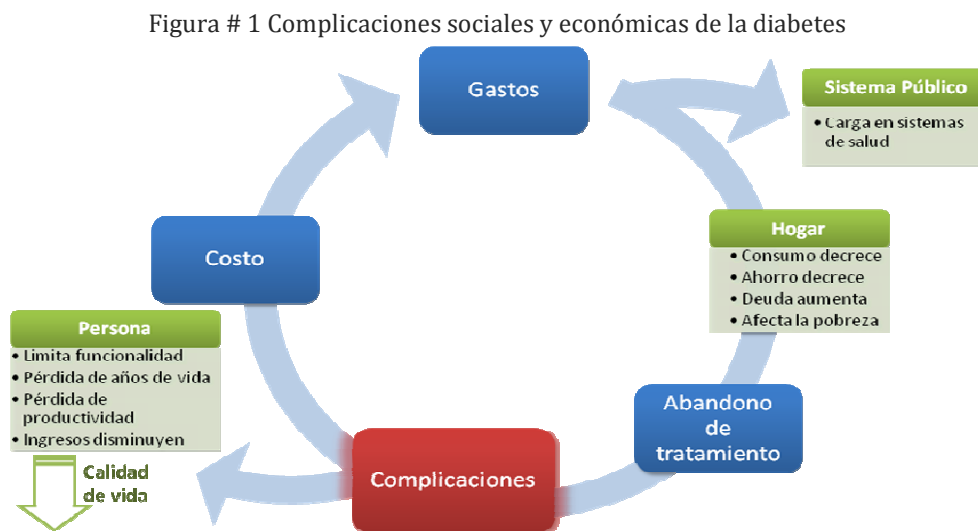 Figura # 1 Complicaciones sociales y económicas de la diabetes
Gastos
Sistema Público
• Carga en sistemas
de salud
Hogar
• Consumo decrece
• Ahorro decrece
• Deuda aumenta
• Afecta la pobreza
Costo
Persona
• Limita funcionalidad
• Pérdida de años de vida
• Pérdida de
productividad
• Ingresos disminuyen
Calidad
de vida
Abandono
de
tratamiento
Complicaciones